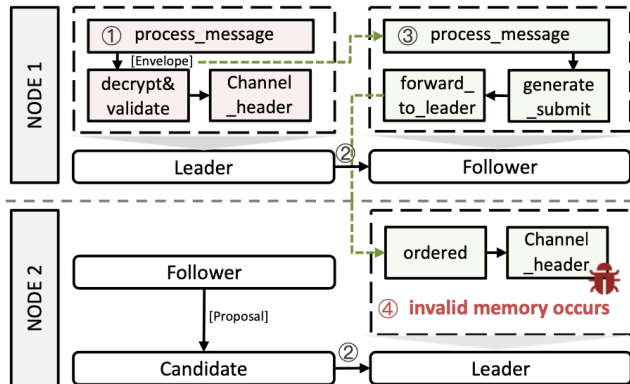 NODE 1
① process_message
[Envelope]
decrypt&
validate
Channel
_header
Leader
②
③ process_message
forward_
to_leader
generate
_submit
Follower
NODE 2
Follower
[Proposal]
Candidate
②
ordered
Channel
_header
④ invalid memory occurs
Leader